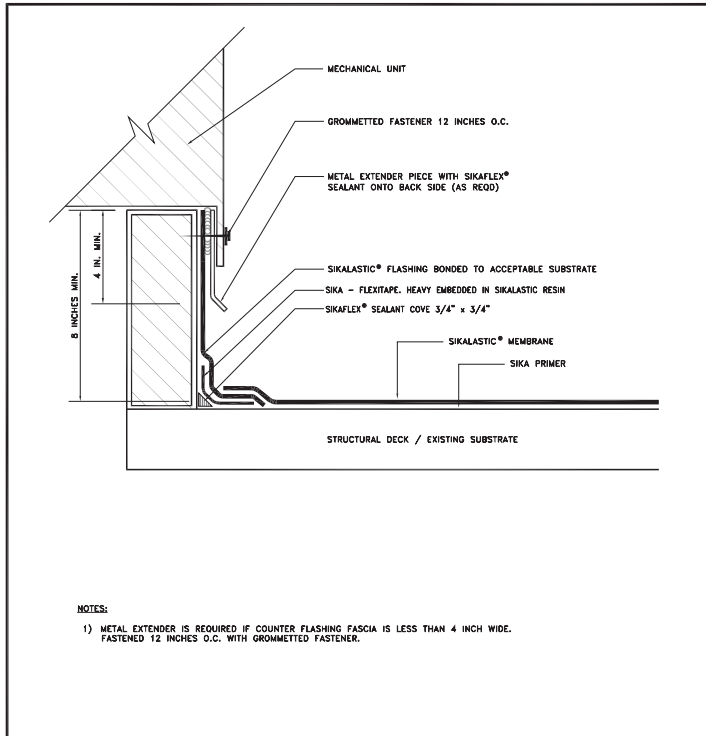 MECHANICAL UNIT
GROMMETTED FASTENER 12 INCHES O.C.
METAL EXTENDER PIECE WITH SIKAFLEX®
SEALANT ONTO BACK SIDE (AS REQD)
4 IN. MIN.
8 INCHES MIN.
SIKALASTIC® FLASHING BONDED TO ACCEPTABLE SUBSTRATE
SIKA – FLEXITAPE. HEAVY EMBEDDED IN SIKALASTIC RESIN
SIKAFLEX® SEALANT COVE 3/4" x 3/4"
SIKALASTIC® MEMBRANE
SIKA PRIMER
STRUCTURAL DECK / EXISTING SUBSTRATE
NOTES:
1) METAL EXTENDER IS REQUIRED IF COUNTER FLASHING FASCIA IS LESS THAN 4 INCH WIDE.
FASTENED 12 INCHES O.C. WITH GROMMETTED FASTENER.